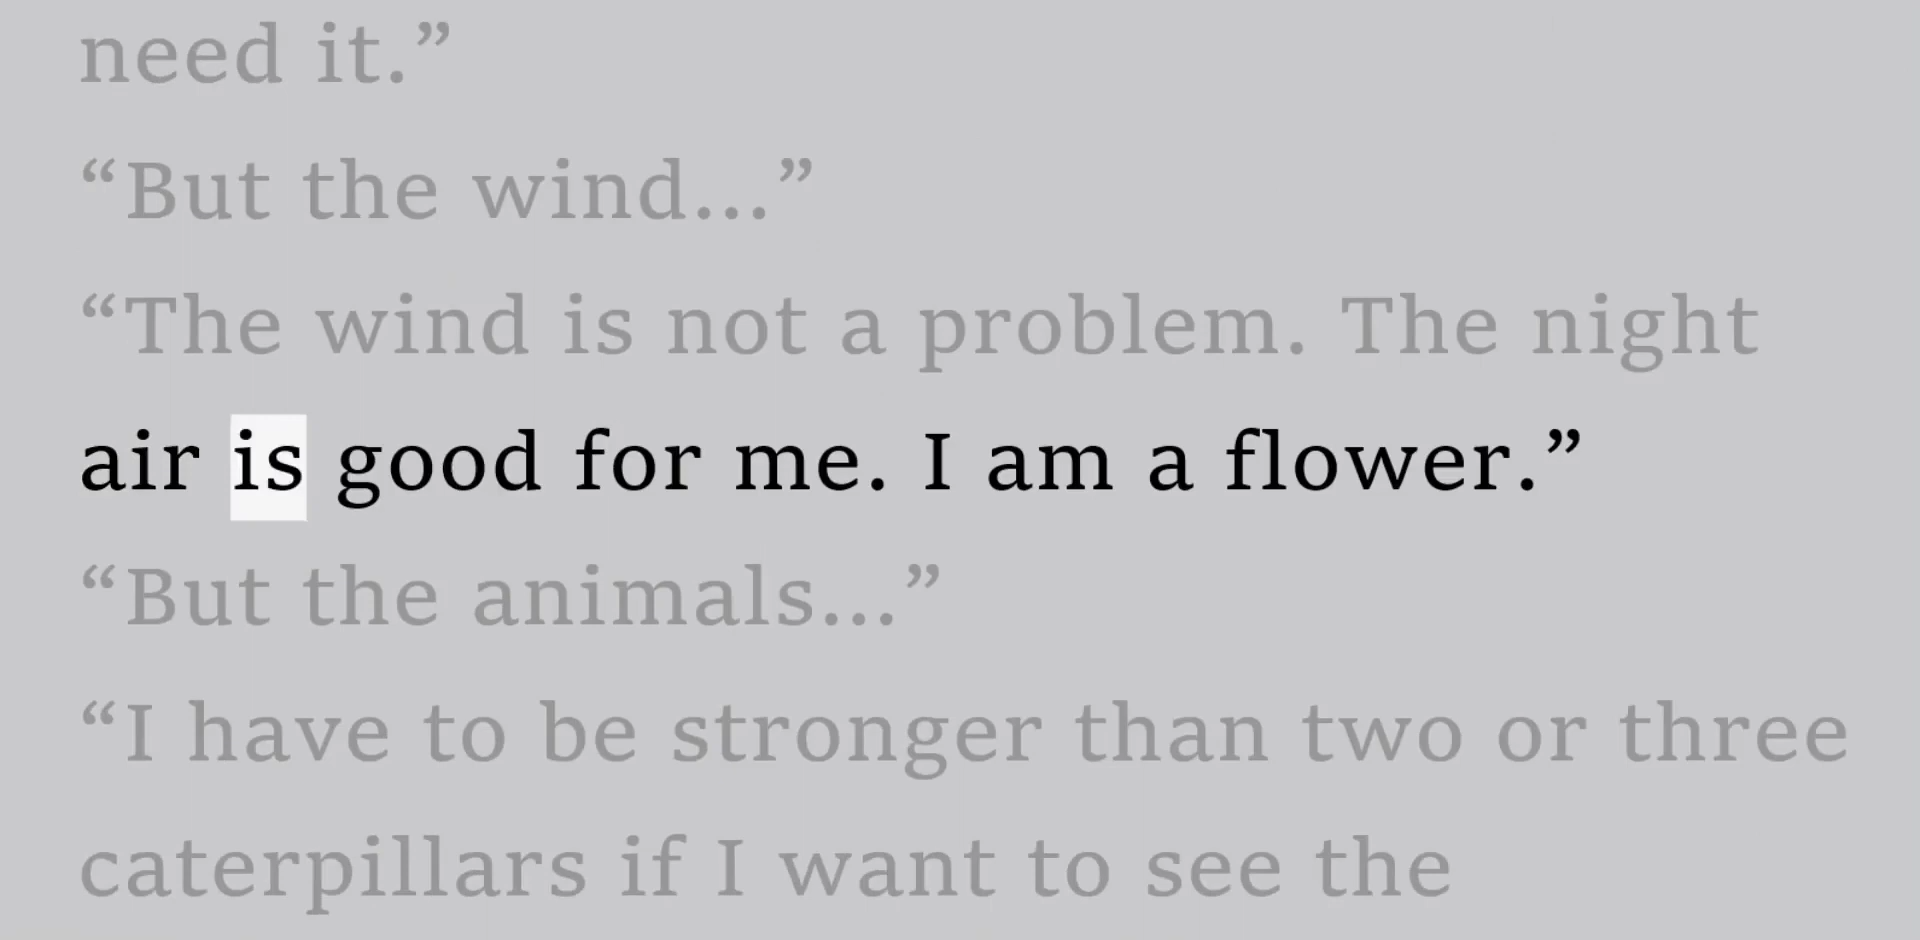 need it.”
“But the wind...”
“The wind is not a problem. The night
air is good for me. I am a flower.”
“But the animals...”
“I have to be stronger than two or three
caterpillars if I want to see the